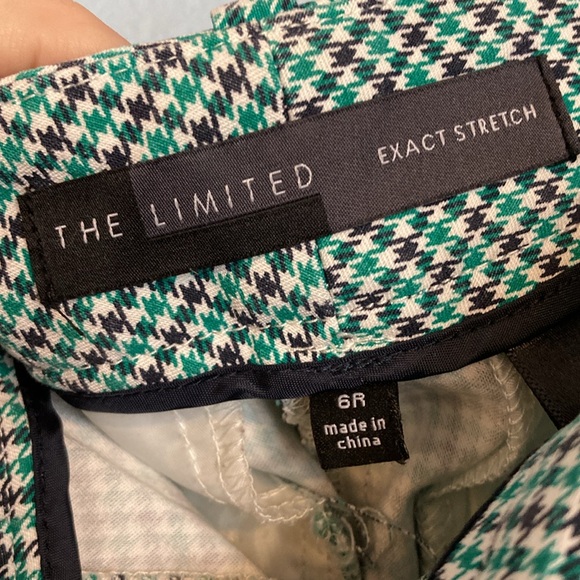 THE LIMITED
EXACT STRETCH
6R
made in
china